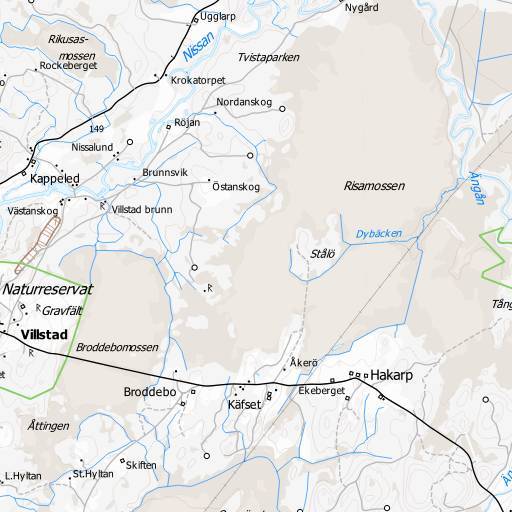 Nygård
Ugglarp
Rikusas-
mossen
Nissan
Tvistaparken
Rockeberget
Krokatorpet
Nordanskog
149
Röjan
Nissalund
Kappeled
Brunnsvik
Östanskog
Risamossen
Ängån
Västanskog
Villstad brunn
Dybäcken
Stålö
Naturreservat
Gravfält
Villstad
Broddebomossen
Åkerö
Hakarp
Broddebo
Käfset
Ekeberget
Åttingen
Skiften
L.Hyltan
St.Hyltan